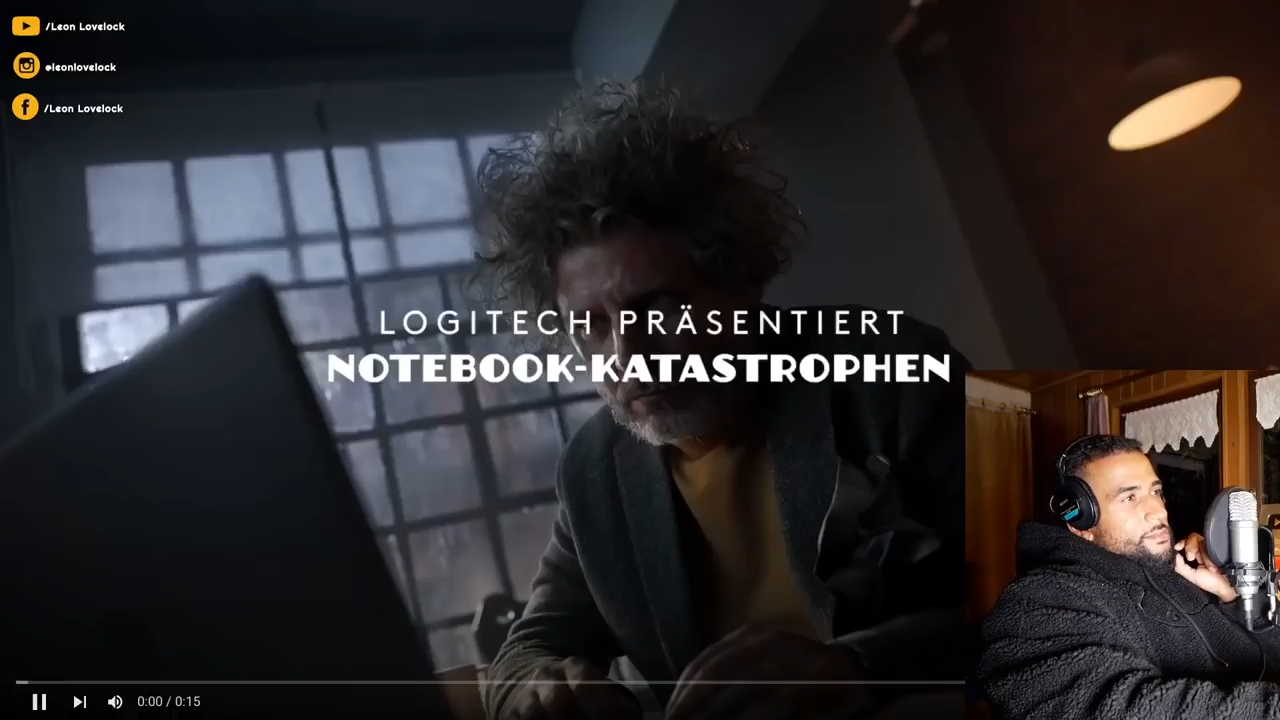 /Leon Lovelock
@leonlovelock
/Leon Lovelock
LOGITECH PRÄSENTIERT
NOTEBOOK-KATASTROPHEN
0:00 / 0:15